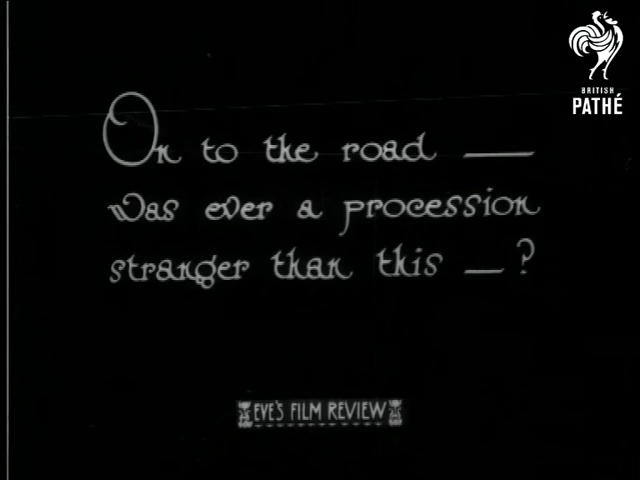 BRITISH
PATHÉ
On to the road —
was ever a procession
stranger than this — ?
EVE'S FILM REVIEW